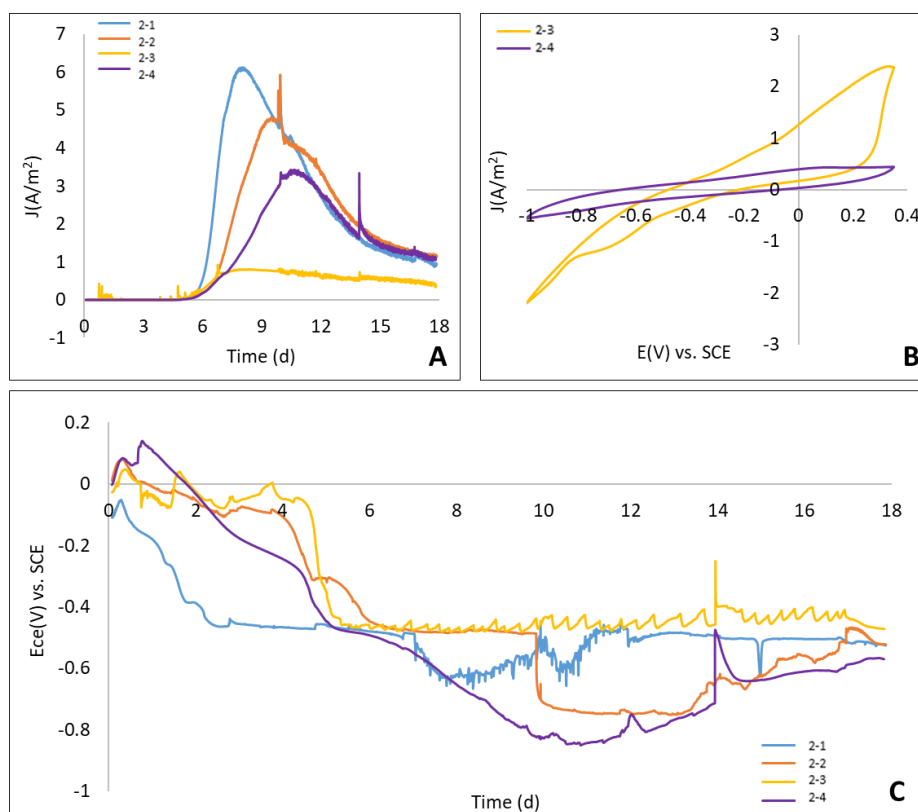 2-1
2-2
2-3
2-4
7
6
5
4
3
2
1
0
-1
0 3 6 9 12 15 18
J(A/m²)
Time (d)
A
2-3
2-4
3
2
1
0
-1
-2
-3
-1 -0.8 -0.6 -0.4 -0.2 0 0.2 0.4
J(A/m²)
E(V) vs. SCE
B
0.2
0
-0.2
-0.4
-0.6
-0.8
-1
0 2 4 6 8 10 12 14 16 18
Ece(V) vs. SCE
Time (d)
2-1
2-2
2-3
2-4
C